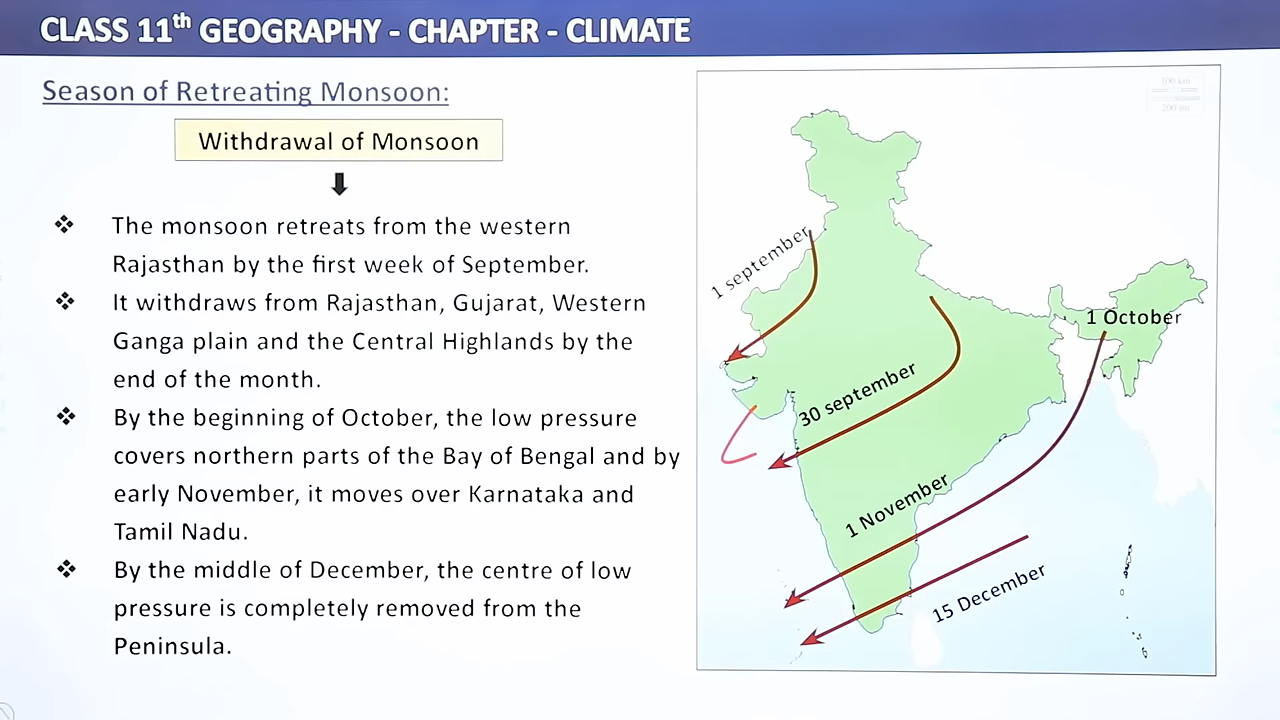 CLASS 11th GEOGRAPHY - CHAPTER - CLIMATE
Season of Retreating Monsoon:
Withdrawal of Monsoon
❖ The monsoon retreats from the western
Rajasthan by the first week of September.
❖ It withdraws from Rajasthan, Gujarat, Western
Ganga plain and the Central Highlands by the
end of the month.
❖ By the beginning of October, the low pressure
covers northern parts of the Bay of Bengal and by
early November, it moves over Karnataka and
Tamil Nadu.
❖ By the middle of December, the centre of low
pressure is completely removed from the
Peninsula.
100 km
200 mi
1 september
1 October
30 september
1 November
15 December